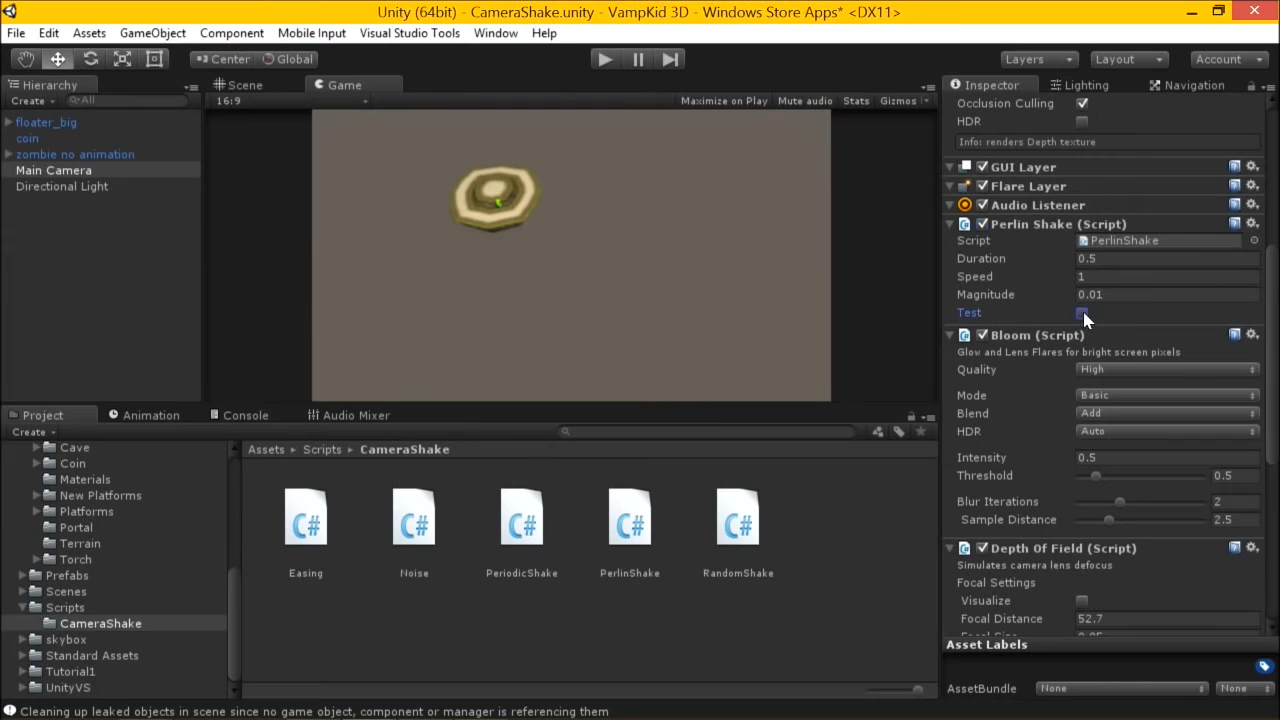 Unity (64bit) - CameraShake.unity - VampKid 3D - Windows Store Apps* <DX11>
File Edit Assets GameObject Component Mobile Input Visual Studio Tools Window Help
Center Global Layers Layout Account
Hierarchy
Create All
floater_big
coin
zombie no animation
Main Camera
Directional Light
Scene Game
16:9 Maximize on Play Mute audio Stats Gizmos
Inspector Lighting Navigation
Occlusion Culling
HDR
Info: renders Depth texture
GUI Layer
Flare Layer
Audio Listener
Perlin Shake (Script)
Script PerlinShake
Duration 0.5
Speed 1
Magnitude 0.01
Test
Bloom (Script)
Glow and Lens Flares for bright screen pixels
Quality High
Mode Basic
Blend Add
HDR Auto
Intensity 0.5
Threshold 0.5
Blur Iterations 2
Sample Distance 2.5
Depth Of Field (Script)
Simulates camera lens defocus
Focal Settings
Visualize
Focal Distance 52.7
Asset Labels
AssetBundle None None
Project Animation Console Audio Mixer
Create
Cave
Coin
Materials
New Platforms
Platforms
Portal
Terrain
Torch
Prefabs
Scenes
Scripts
CameraShake
skybox
Standard Assets
Tutorial1
UnityVS
Assets Scripts CameraShake
C# C# C# C# C#
Easing Noise PeriodicShake PerlinShake RandomShake
Cleaning up leaked objects in scene since no game object, component or manager is referencing them